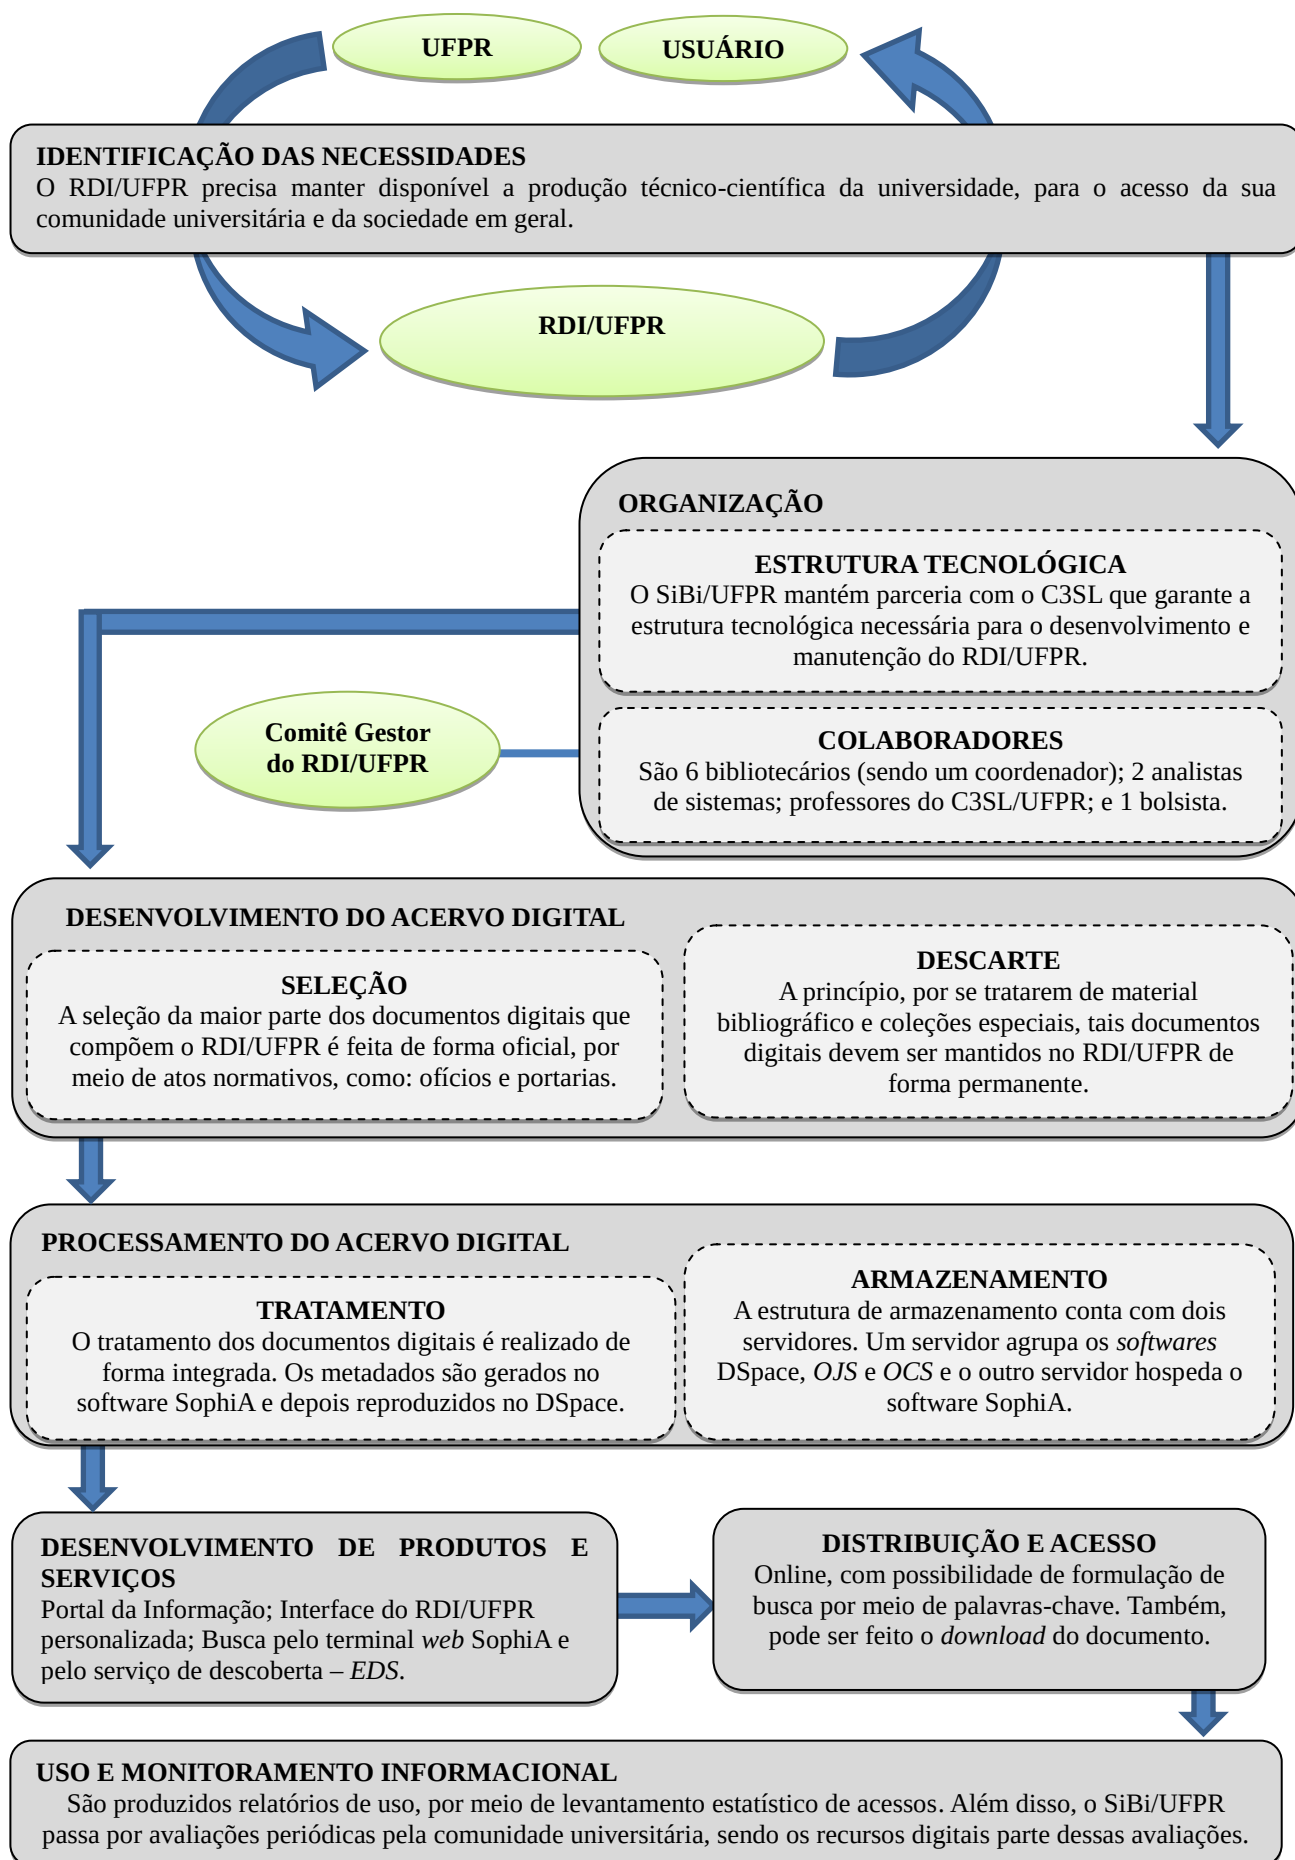 UFPR
USUÁRIO
IDENTIFICAÇÃO DAS NECESSIDADES
O RDI/UFPR precisa manter disponível a produção técnico-científica da universidade, para o acesso da sua
comunidade universitária e da sociedade em geral.
RDI/UFPR
ORGANIZAÇÃO
ESTRUTURA TECNOLÓGICA
O SiBi/UFPR mantém parceria com o C3SL que garante a
estrutura tecnológica necessária para o desenvolvimento e
manutenção do RDI/UFPR.
Comitê Gestor
do RDI/UFPR
COLABORADORES
São 6 bibliotecários (sendo um coordenador); 2 analistas
de sistemas; professores do C3SL/UFPR; e 1 bolsista.
DESENVOLVIMENTO DO ACERVO DIGITAL
SELEÇÃO
A seleção da maior parte dos documentos digitais que
compõem o RDI/UFPR é feita de forma oficial, por
meio de atos normativos, como: ofícios e portarias.
DESCARTE
A princípio, por se tratarem de material
bibliográfico e coleções especiais, tais documentos
digitais devem ser mantidos no RDI/UFPR de
forma permanente.
PROCESSAMENTO DO ACERVO DIGITAL
TRATAMENTO
O tratamento dos documentos digitais é realizado de
forma integrada. Os metadados são gerados no
software SophiA e depois reproduzidos no DSpace.
ARMAZENAMENTO
A estrutura de armazenamento conta com dois
servidores. Um servidor agrupa os softwares
DSpace, OJS e OCS e o outro servidor hospeda o
software SophiA.
DESENVOLVIMENTO DE PRODUTOS E
SERVIÇOS
Portal da Informação; Interface do RDI/UFPR
personalizada; Busca pelo terminal web SophiA e
pelo serviço de descoberta – EDS.
DISTRIBUIÇÃO E ACESSO
Online, com possibilidade de formulação de
busca por meio de palavras-chave. Também,
pode ser feito o download do documento.
USO E MONITORAMENTO INFORMACIONAL
São produzidos relatórios de uso, por meio de levantamento estatístico de acessos. Além disso, o SiBi/UFPR
passa por avaliações periódicas pela comunidade universitária, sendo os recursos digitais parte dessas avaliações.